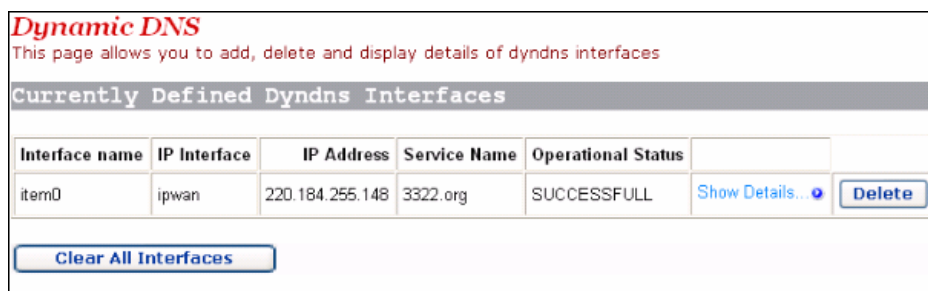 Dynamic DNS
This page allows you to add, delete and display details of dyndns interfaces
Currently Defined Dyndns Interfaces
Interface name IP Interface IP Address Service Name Operational Status
item0 ipwan 220.184.255.148 3322.org SUCCESSFULL Show Details... Delete
Clear All Interfaces